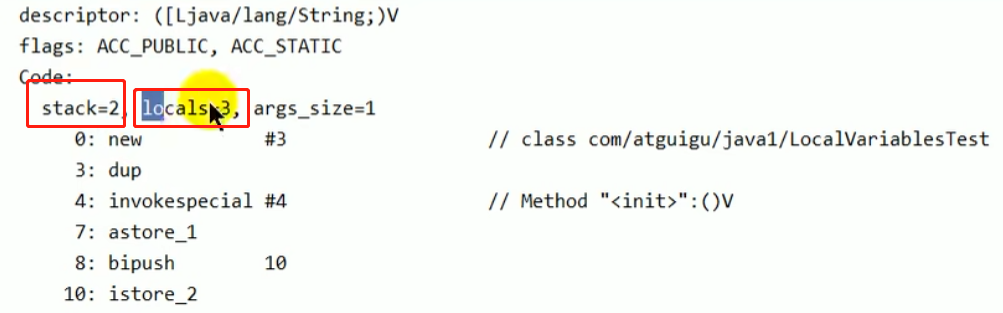 descriptor: ([Ljava/lang/String;)V
flags: ACC_PUBLIC, ACC_STATIC
Code:
stack=2, locals=3, args_size=1
0: new #3 // class com/atguigu/java1/LocalVariablesTest
3: dup
4: invokespecial #4 // Method "<init>":()V
7: astore_1
8: bipush 10
10: istore_2